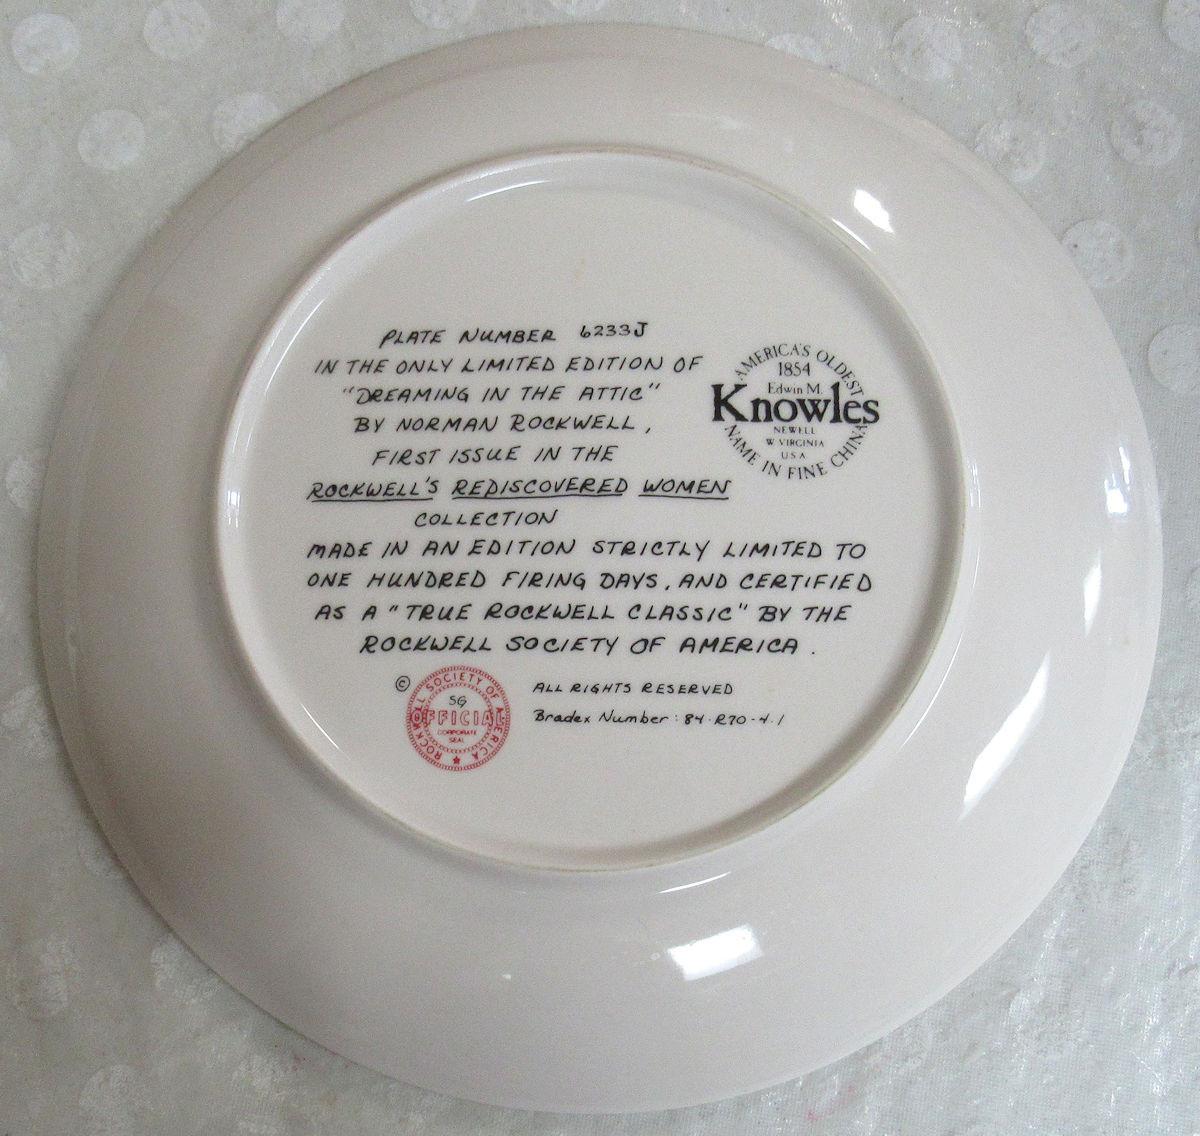 PLATE NUMBER 6233J
IN THE ONLY LIMITED EDITION OF
"DREAMING IN THE ATTIC"
BY NORMAN ROCKWELL,
FIRST ISSUE IN THE
ROCKWELL'S REDISCOVERED WOMEN
COLLECTION
MADE IN AN EDITION STRICTLY LIMITED TO
ONE HUNDRED FIRING DAYS, AND CERTIFIED
AS A "TRUE ROCKWELL CLASSIC" BY THE
ROCKWELL SOCIETY OF AMERICA.
AMERICA'S OLDEST
1854
Edwin M.
Knowles
NEWELL
W VIRGINIA
USA
NAME IN FINE CHINA
©
ROCKWELL SOCIETY OF AMERICA
SG
OFFICIAL
CORPORATE
SEAL
ALL RIGHTS RESERVED
Bradex Number: 84-R70-4.1